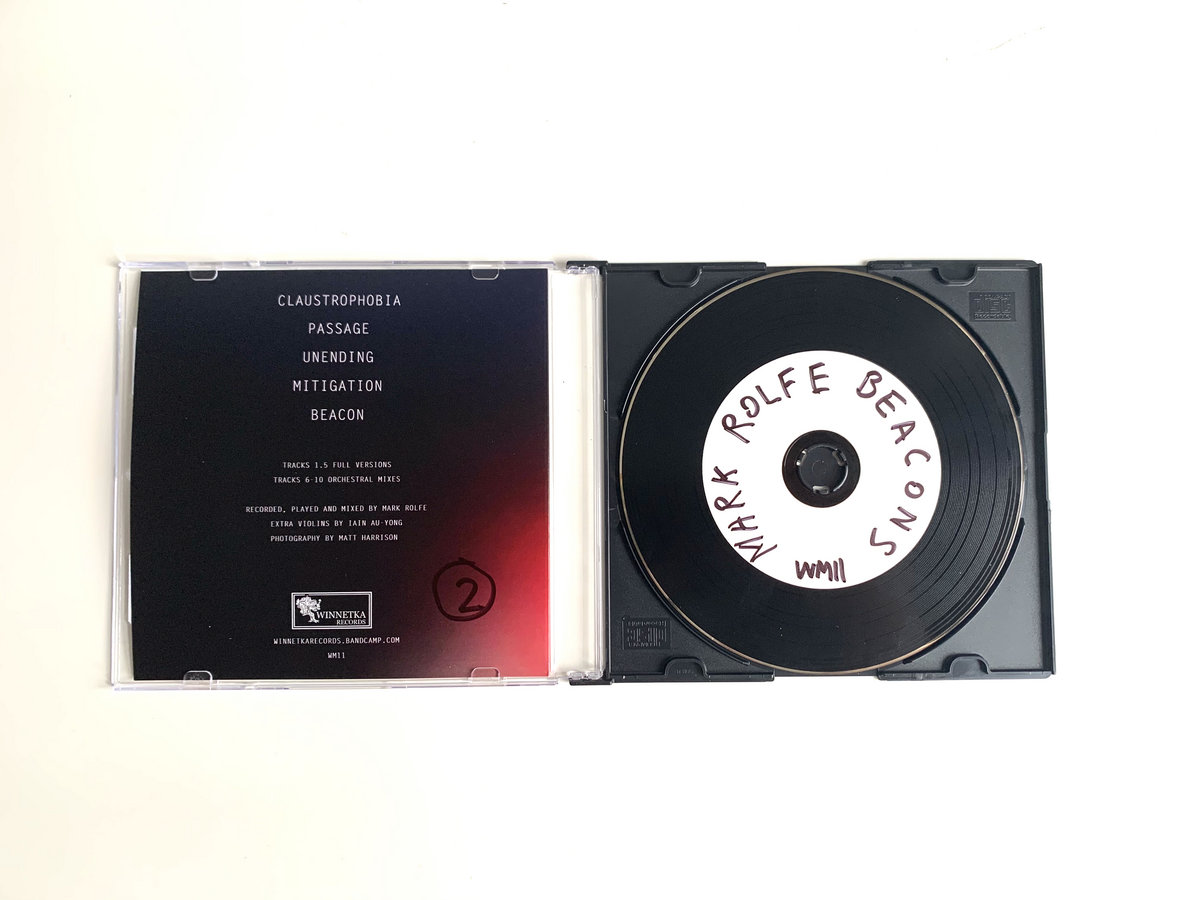 CLAUSTROPHOBIA
PASSAGE
UNENDING
MITIGATION
BEACON
TRACKS 1.5 FULL VERSIONS
TRACKS 6-10 ORCHESTRAL MIXES
RECORDED, PLAYED AND MIXED BY MARK ROLFE
EXTRA VIOLINS BY IAIN AU-YONG
PHOTOGRAPHY BY MATT HARRISON
2
WINNETKA
RECORDS
WINNETKARECORDS.BANDCAMP.COM
WM11
MARK ROLFE BEACONS
WM11